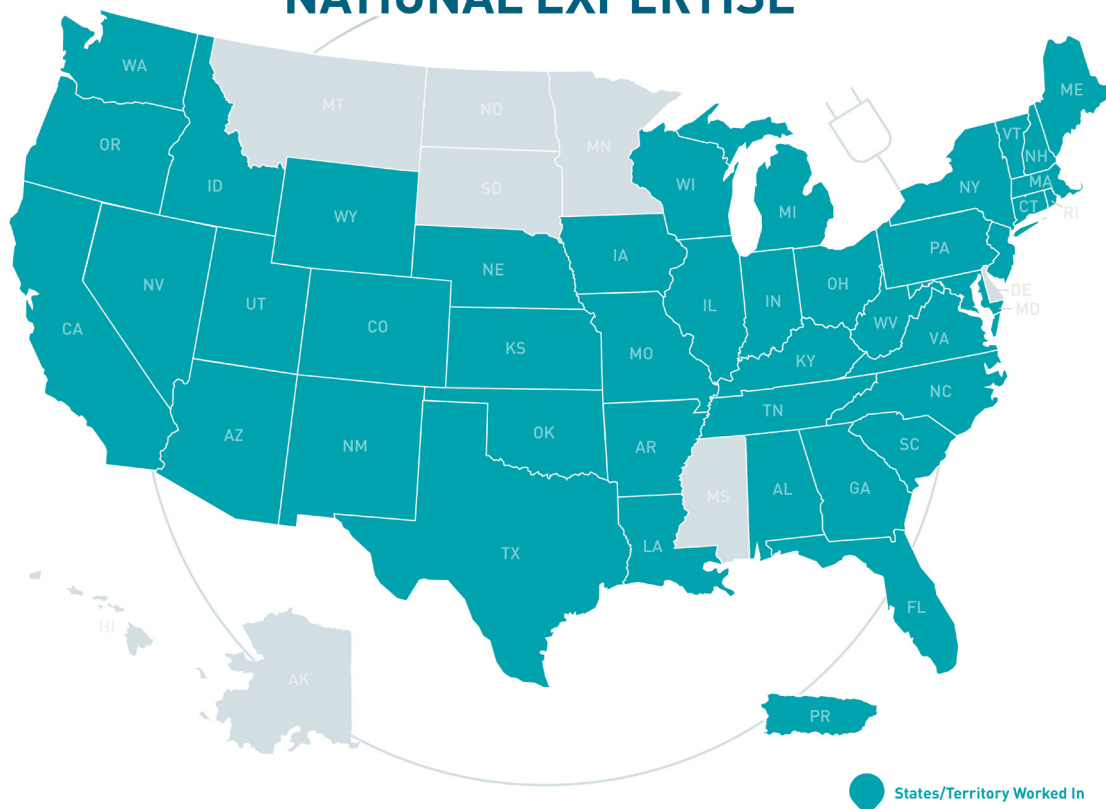 NATIONAL EXPERTISE
WA
MT
ND
MN
ME
OR
ID
SD
WI
VT
NH
NY
MA
CT
RI
WY
MI
IA
NE
PA
NV
UT
CO
IL
IN
OH
DE
MD
CA
KS
MO
WV
VA
KY
NC
AZ
NM
OK
AR
TN
SC
MS
AL
GA
TX
LA
FL
HI
AK
PR
States/Territory Worked In